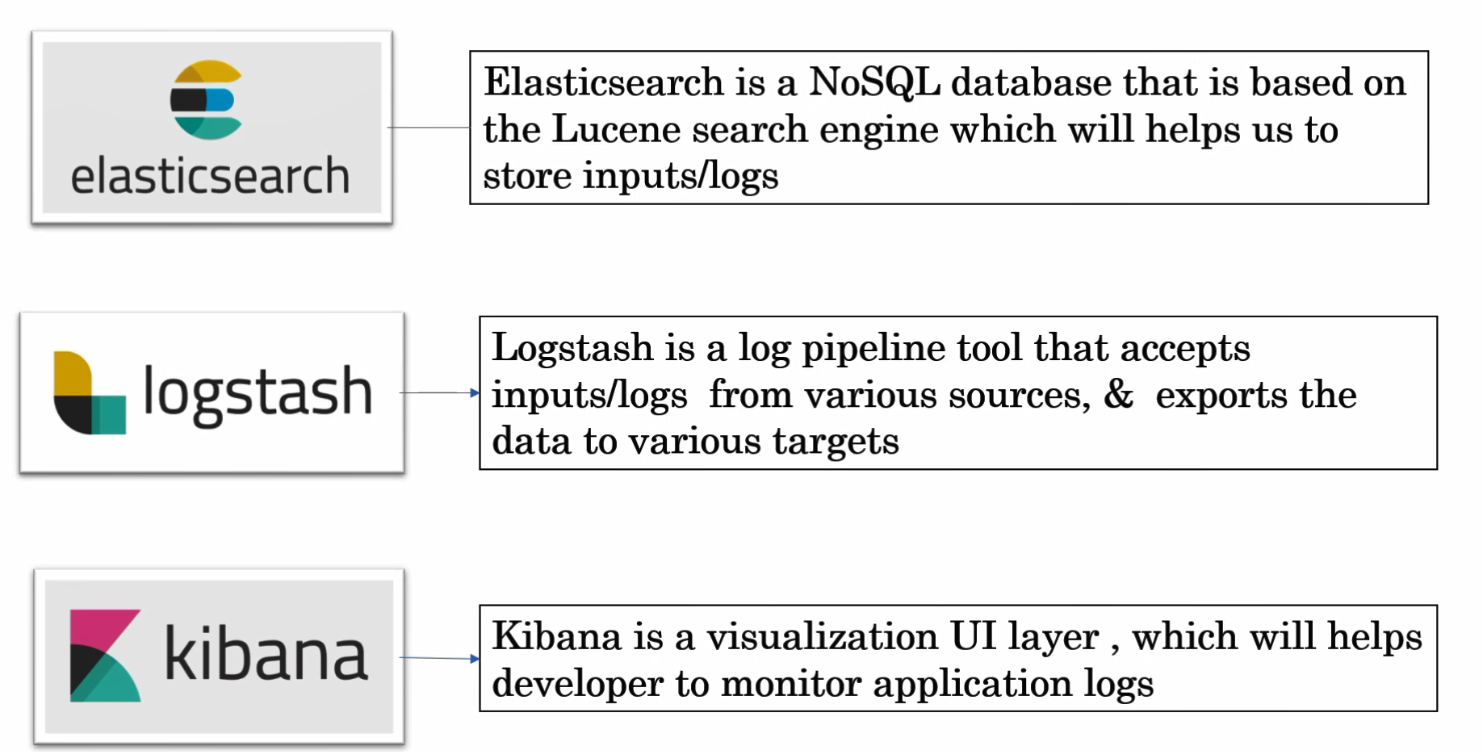 elasticsearch
Elasticsearch is a NoSQL database that is based on
the Lucene search engine which will helps us to
store inputs/logs
logstash
Logstash is a log pipeline tool that accepts
inputs/logs  from various sources, &  exports the
data to various targets
kibana
Kibana is a visualization UI layer , which will helps
developer to monitor application logs